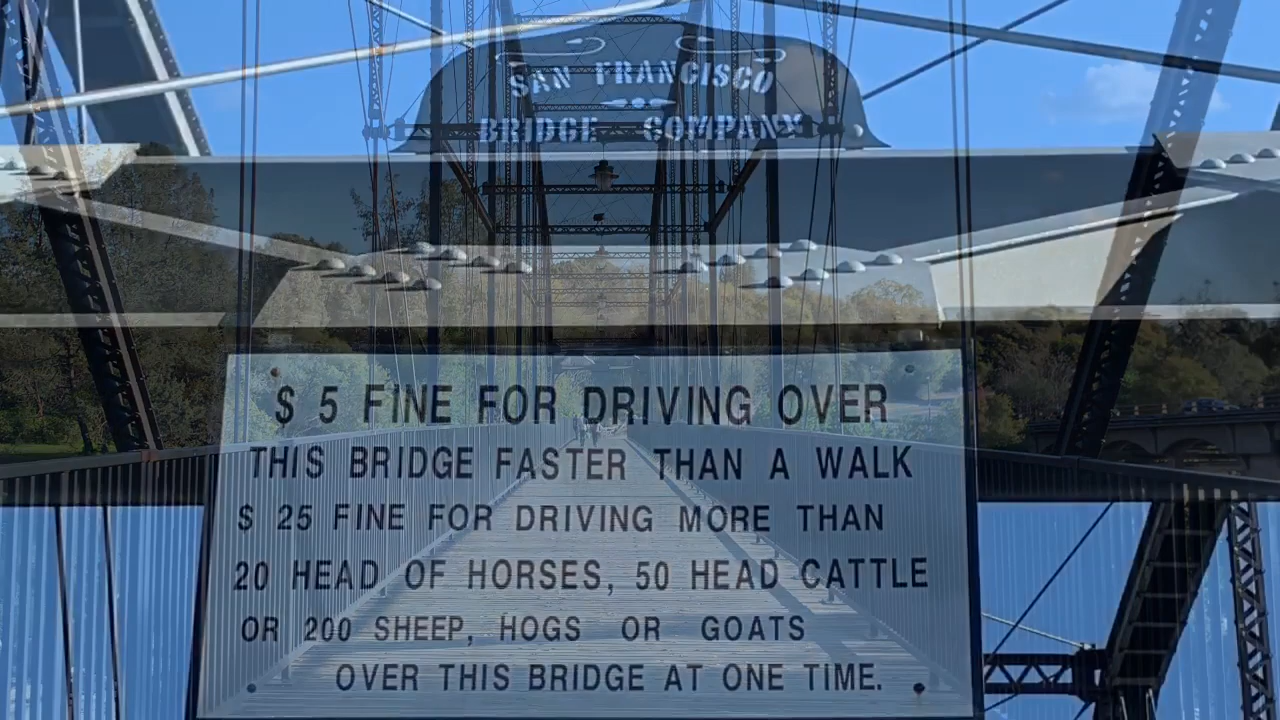 SAN FRANCISCO
BRIDGE COMPANY
$ 5 FINE FOR DRIVING OVER
THIS BRIDGE FASTER THAN A WALK
$ 25 FINE FOR DRIVING MORE THAN
20 HEAD OF HORSES, 50 HEAD CATTLE
OR 200 SHEEP, HOGS OR GOATS
OVER THIS BRIDGE AT ONE TIME.